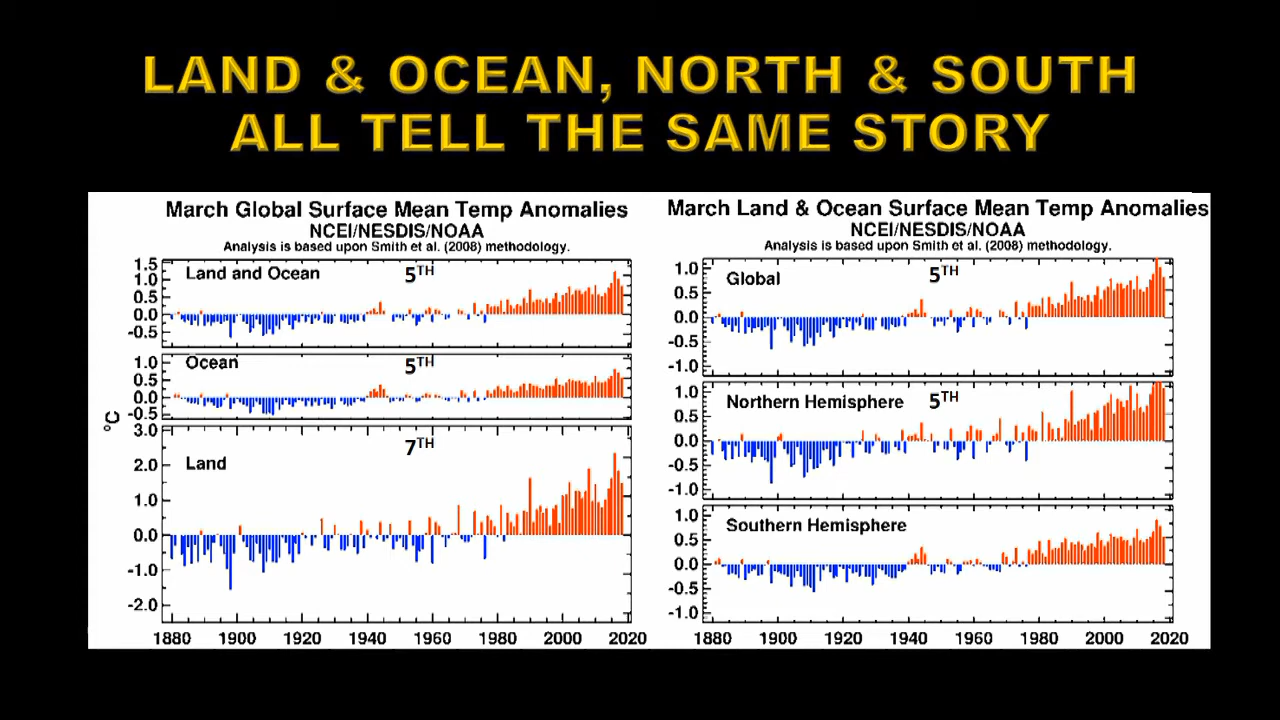 LAND & OCEAN, NORTH & SOUTH
ALL TELL THE SAME STORY
March Global Surface Mean Temp Anomalies
NCEI/NESDIS/NOAA
Analysis is based upon Smith et al. (2008) methodology.
1.5
Land and Ocean
5TH
1.0
0.5
0.0
-0.5
Ocean
5TH
1.0
0.5
0.0
-0.5
°C
3.0
7TH
Land
2.0
1.0
0.0
-1.0
-2.0
1880 1900 1920 1940 1960 1980 2000 2020
March Land & Ocean Surface Mean Temp Anomalies
NCEI/NESDIS/NOAA
Analysis is based upon Smith et al. (2008) methodology.
1.0
Global
5TH
0.5
0.0
-0.5
-1.0
1.0
Northern Hemisphere
5TH
0.5
0.0
-0.5
-1.0
1.0
Southern Hemisphere
0.5
0.0
-0.5
-1.0
1880 1900 1920 1940 1960 1980 2000 2020